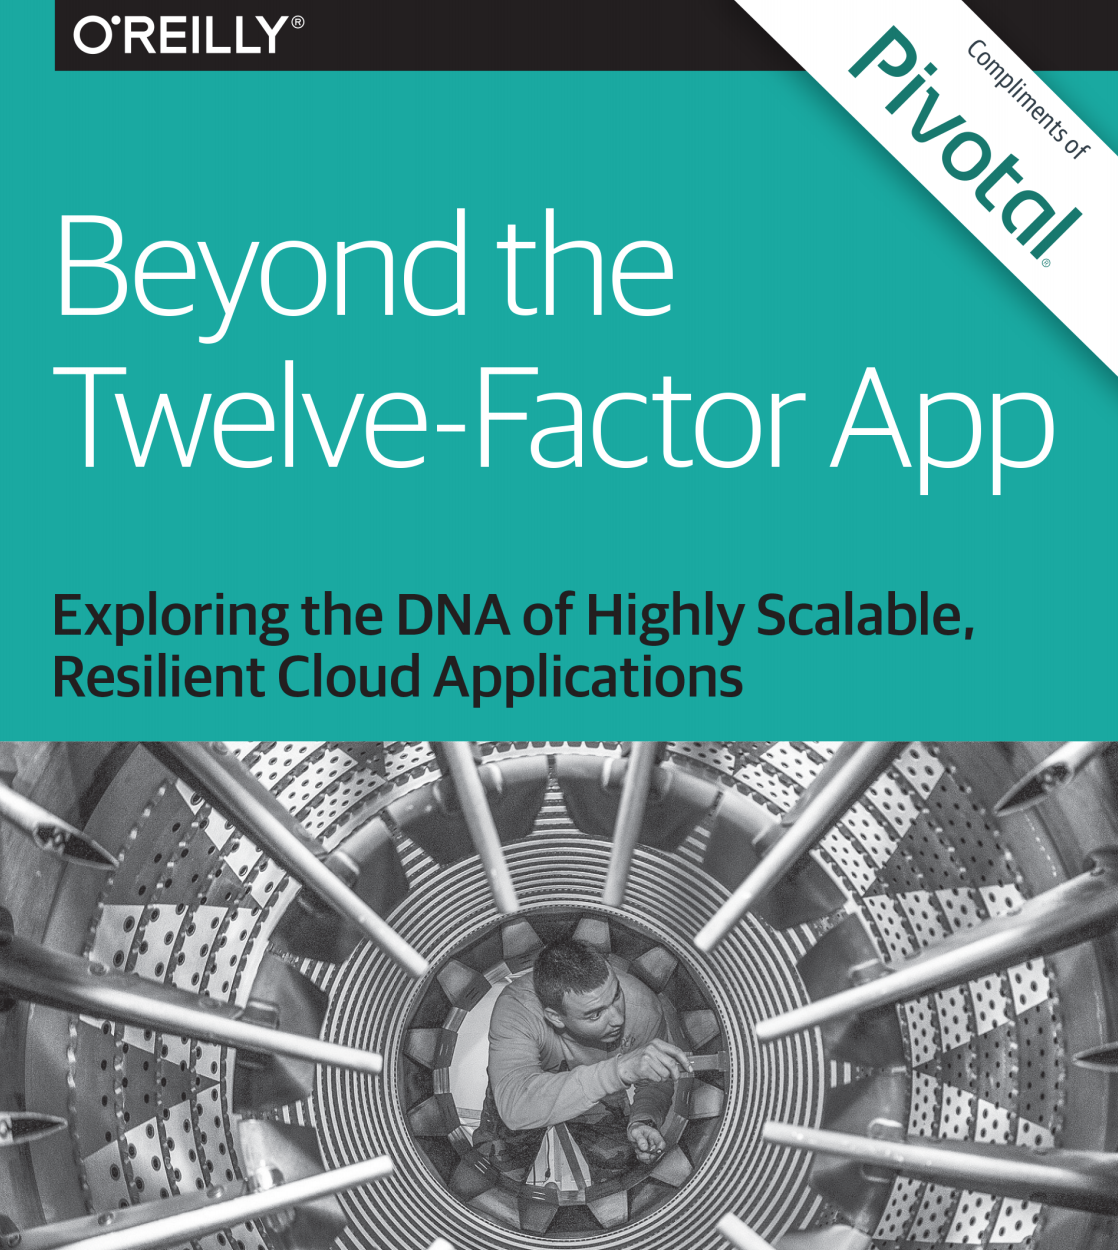 O'REILLY®
Compliments of
Pivotal®
Beyond the
Twelve-Factor App
Exploring the DNA of Highly Scalable,
Resilient Cloud Applications